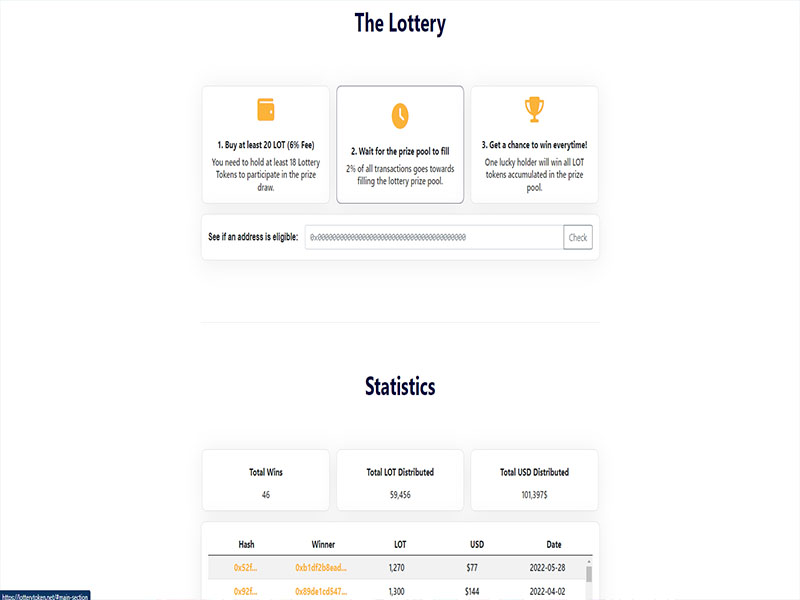 The Lottery
1. Buy at least 20 LOT (6% Fee)
You need to hold at least 18 Lottery
Tokens to participate in the prize
draw.
2. Wait for the prize pool to fill
2% of all transactions goes towards
filling the lottery prize pool.
3. Get a chance to win everytime!
One lucky holder will win all LOT
tokens accumulated in the prize
pool.
See if an address is eligible: 0x0000000000000000000000000000000000000000 Check
Statistics
Total Wins
46
Total LOT Distributed
59,456
Total USD Distributed
101,397$
Hash Winner LOT USD Date
0x52f... 0xb1df2b8ead... 1,270 $77 2022-05-28
0x92f... 0x89de1cd547... 1,300 $144 2022-04-02
https://lotterytoken.net/#main-section